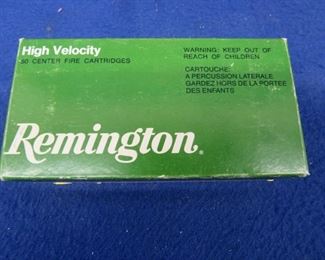 High Velocity
50 CENTER FIRE CARTRIDGES
WARNING: KEEP OUT OF
REACH OF CHILDREN
CARTOUCHE:
A PERCUSSION LATERALE
GARDEZ HORS DE LA PORTEE
DES ENFANTS
Remington®